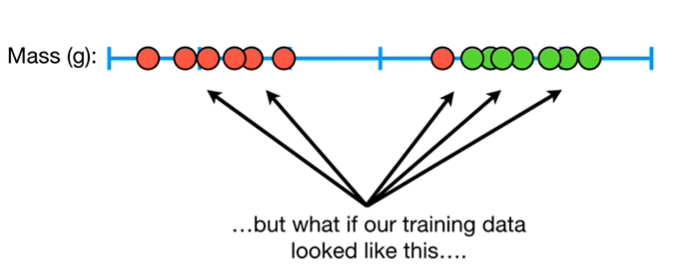 Mass (g):
...but what if our training data
looked like this....